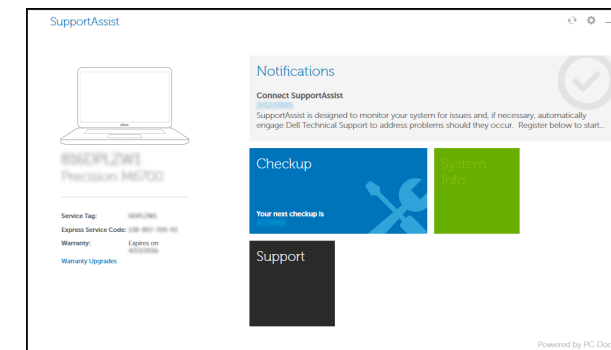 SupportAssist
Notifications
Connect SupportAssist
SupportAssist is designed to monitor your system for issues and, if necessary, automatically
engage Dell Technical Support to address problems should they occur. Register below to start...
DELL
Precision M6700
Checkup
System
Info
Your next checkup is
Service Tag:
Express Service Code:
Warranty: Expires on
Warranty Upgrades
Support
Powered by PC-Doc